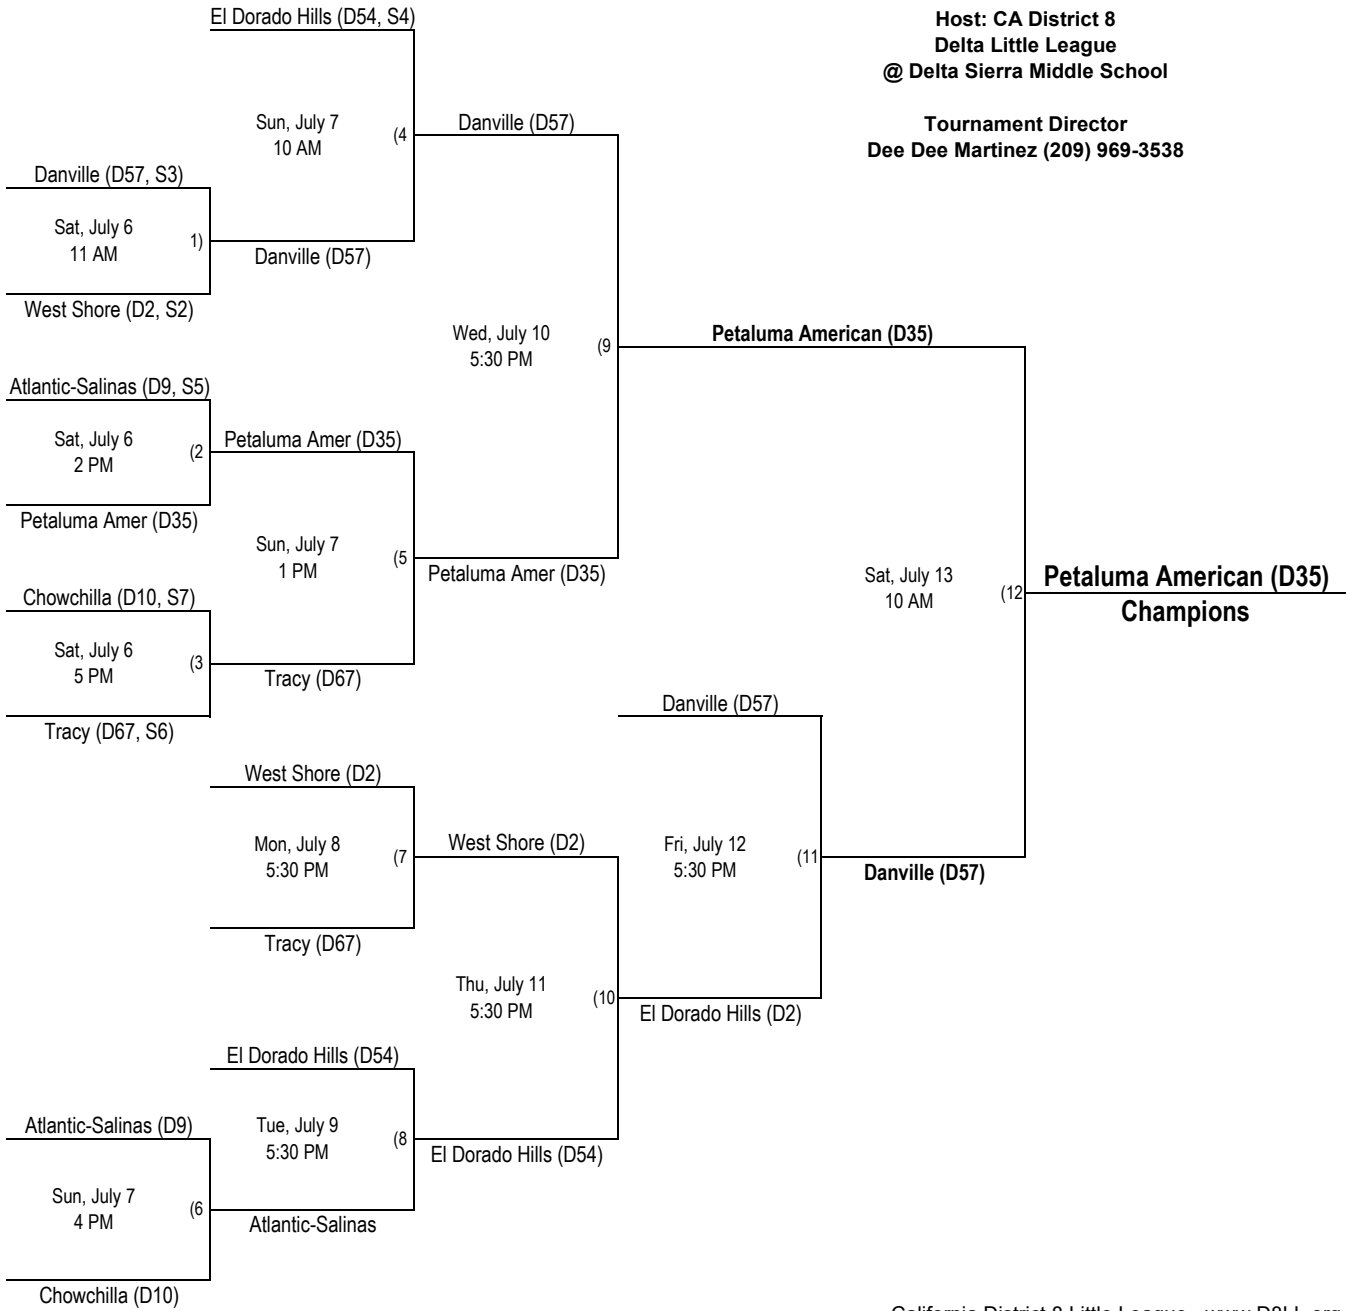 El Dorado Hills (D54, S4)
Host: CA District 8
Delta Little League
@ Delta Sierra Middle School
Tournament Director
Dee Dee Martinez (209) 969-3538
Sun, July 7
10 AM
(4
Danville (D57)
Danville (D57, S3)
Sat, July 6
11 AM
1)
Danville (D57)
West Shore (D2, S2)
Wed, July 10
5:30 PM
(9
Petaluma American (D35)
Atlantic-Salinas (D9, S5)
Sat, July 6
2 PM
(2
Petaluma Amer (D35)
Petaluma Amer (D35)
Sun, July 7
1 PM
(5
Petaluma Amer (D35)
Sat, July 13
10 AM
(12
Petaluma American (D35)
Champions
Chowchilla (D10, S7)
Sat, July 6
5 PM
(3
Tracy (D67)
Tracy (D67, S6)
Danville (D57)
West Shore (D2)
Mon, July 8
5:30 PM
(7
West Shore (D2)
Fri, July 12
5:30 PM
(11
Danville (D57)
Tracy (D67)
Thu, July 11
5:30 PM
(10
El Dorado Hills (D2)
El Dorado Hills (D54)
Atlantic-Salinas (D9)
Tue, July 9
5:30 PM
(8
El Dorado Hills (D54)
Sun, July 7
4 PM
(6
Atlantic-Salinas
Chowchilla (D10)